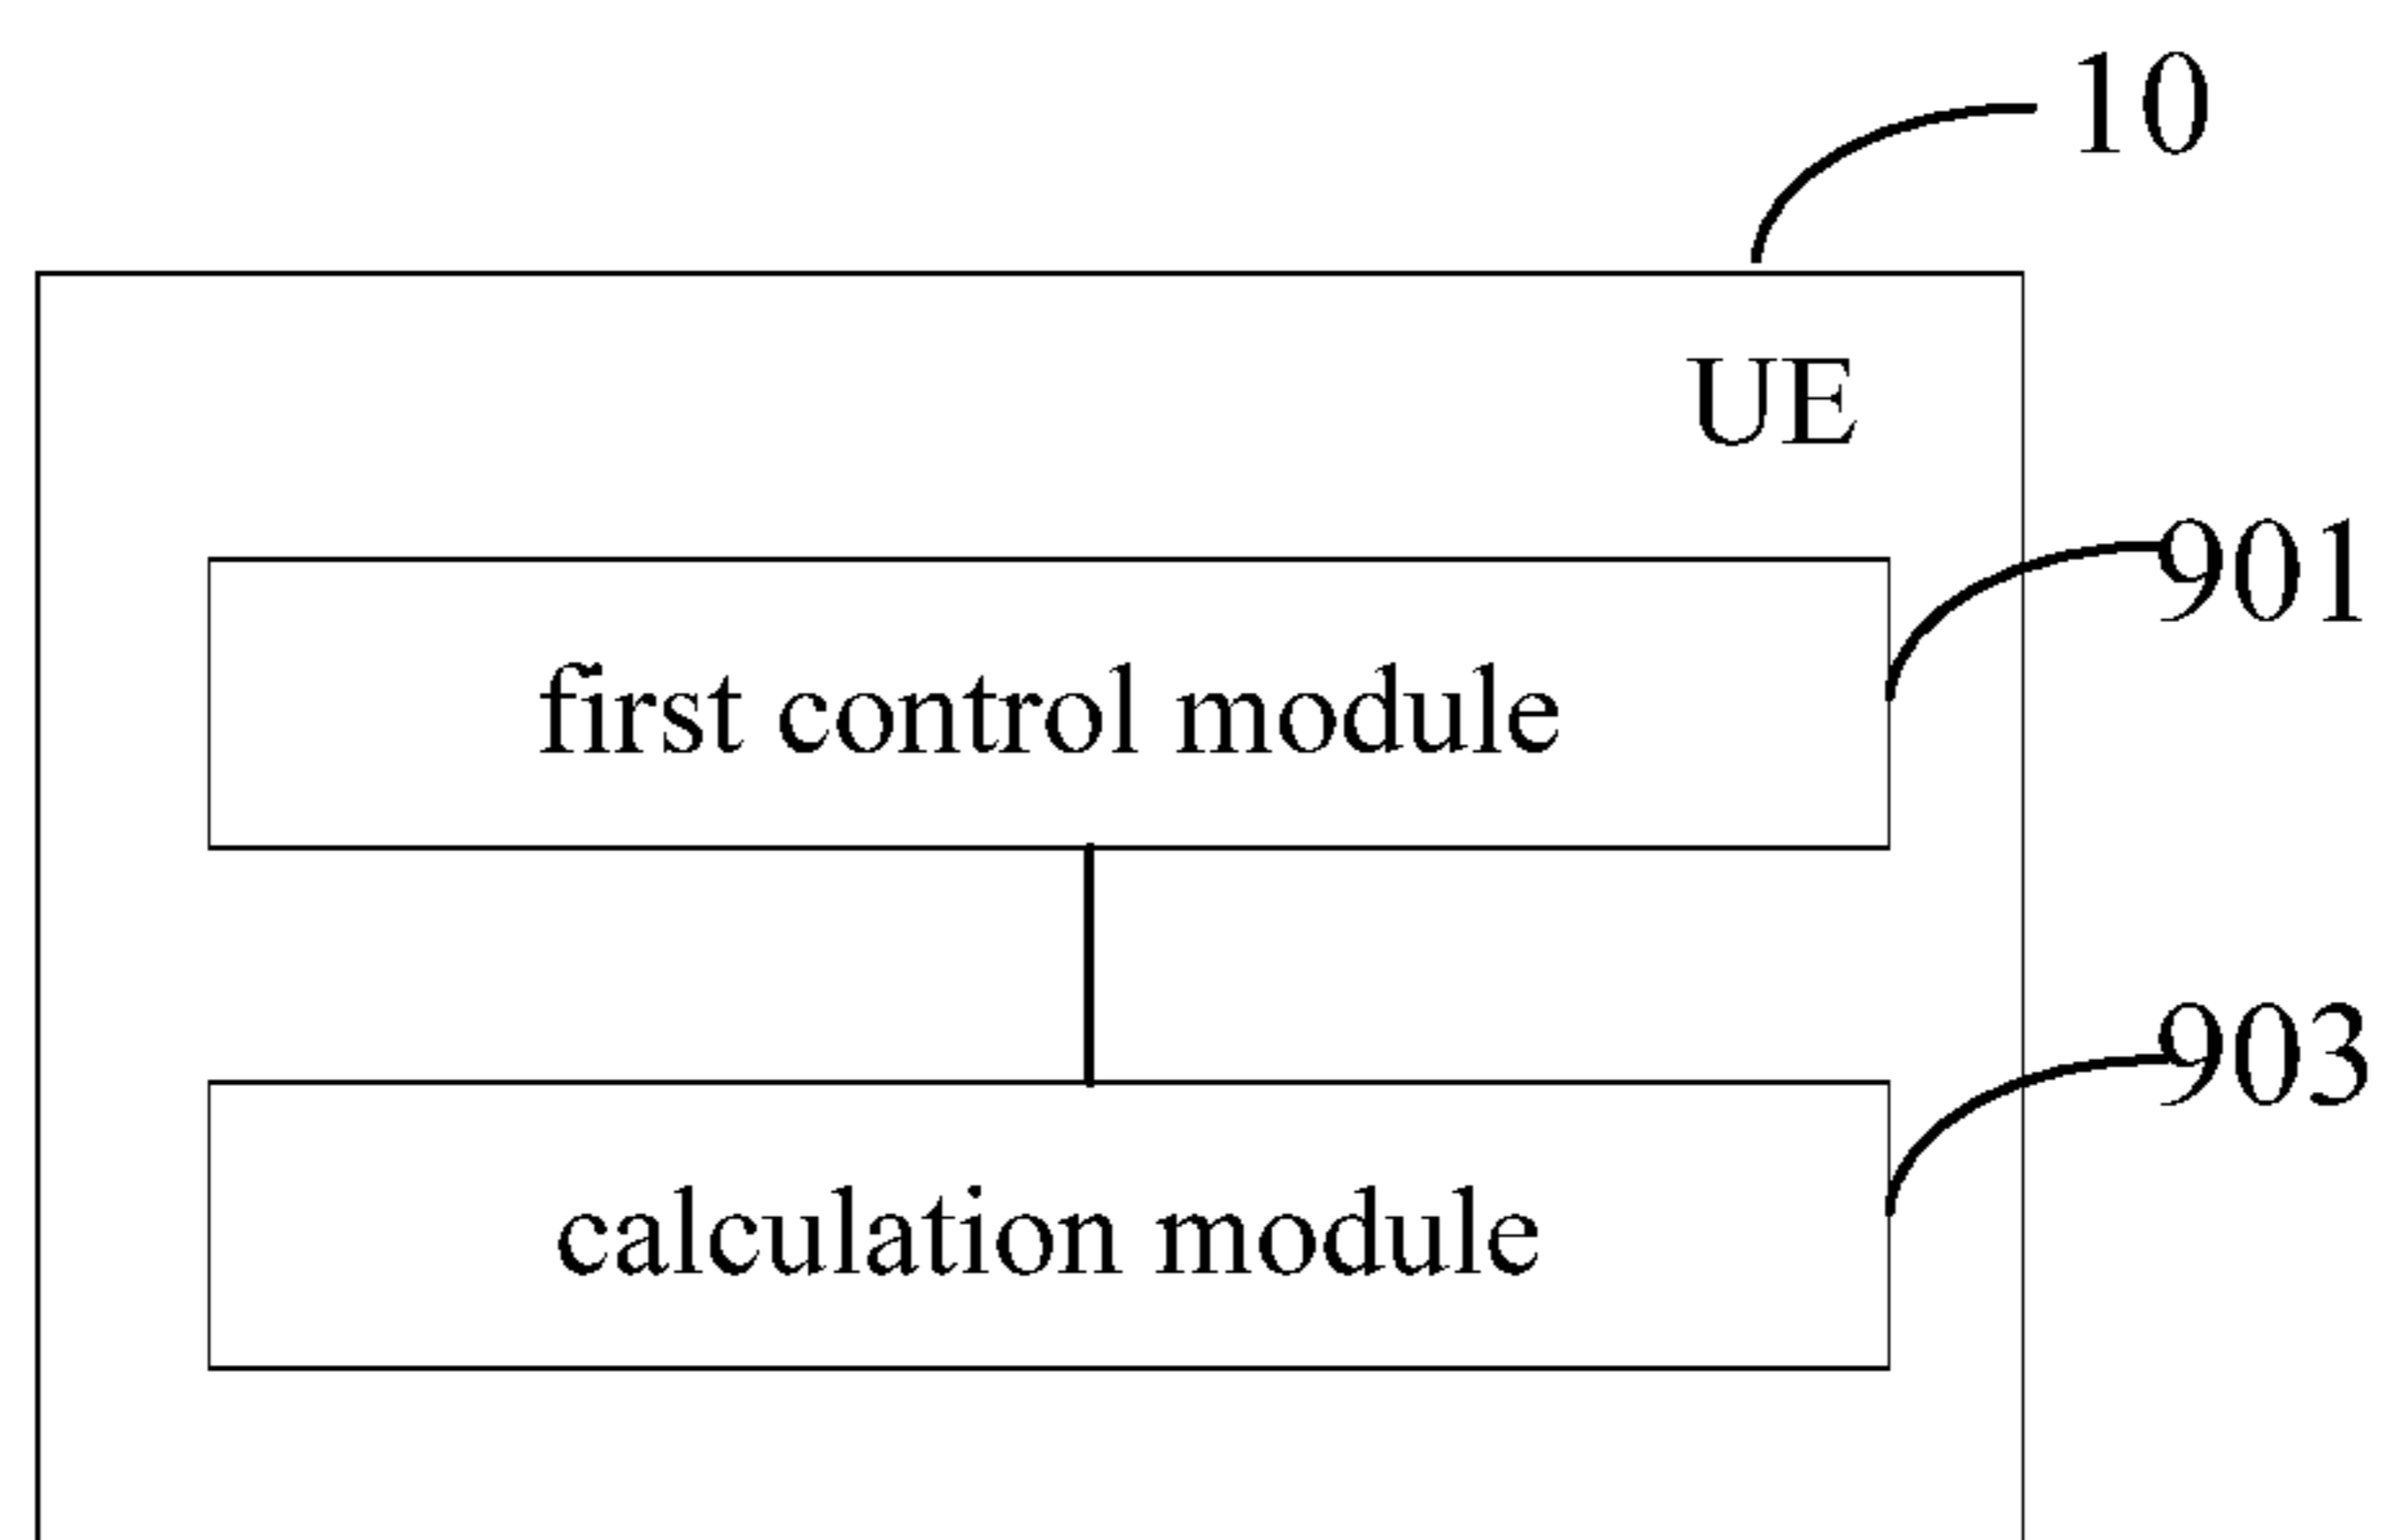 10
UE
901
first control module
903
calculation module